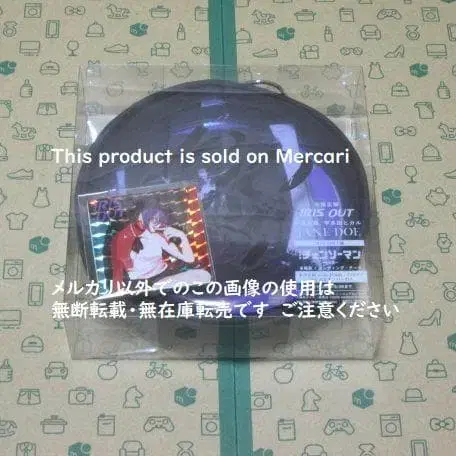 This product is sold on Mercari
IRIS OUT
IRIS OUT
JANE DOE
チェンソーマン
メルカリ以外でのこの画像の使用は
無断転載・無在庫転売です ご注意ください